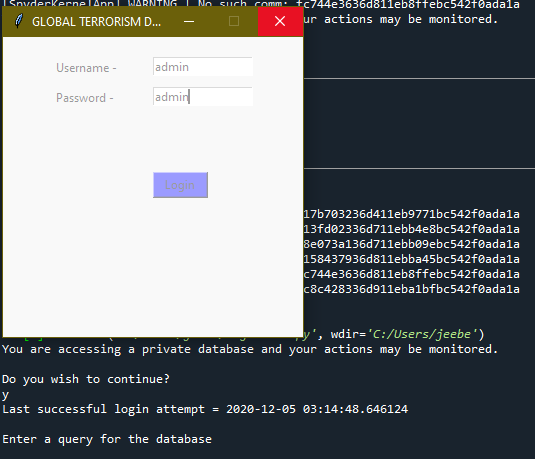 [SpyderKernelApp] WARNING | No such comm: fc744e3636d811eb8ffebc542f0ada1a
ur actions may be monitored.
GLOBAL TERRORISM D...
Username -
admin
Password -
admin
Login
17b703236d411eb9771bc542f0ada1a
13fd02336d711ebb4e8bc542f0ada1a
8e073a136d711ebb09ebc542f0ada1a
158437936d811ebba45bc542f0ada1a
c744e3636d811eb8ffebc542f0ada1a
c8c428336d911eba1bfbc542f0ada1a
py', wdir='C:/Users/jeebe')
You are accessing a private database and your actions may be monitored.
Do you wish to continue?
y
Last successful login attempt = 2020-12-05 03:14:48.646124
Enter a query for the database